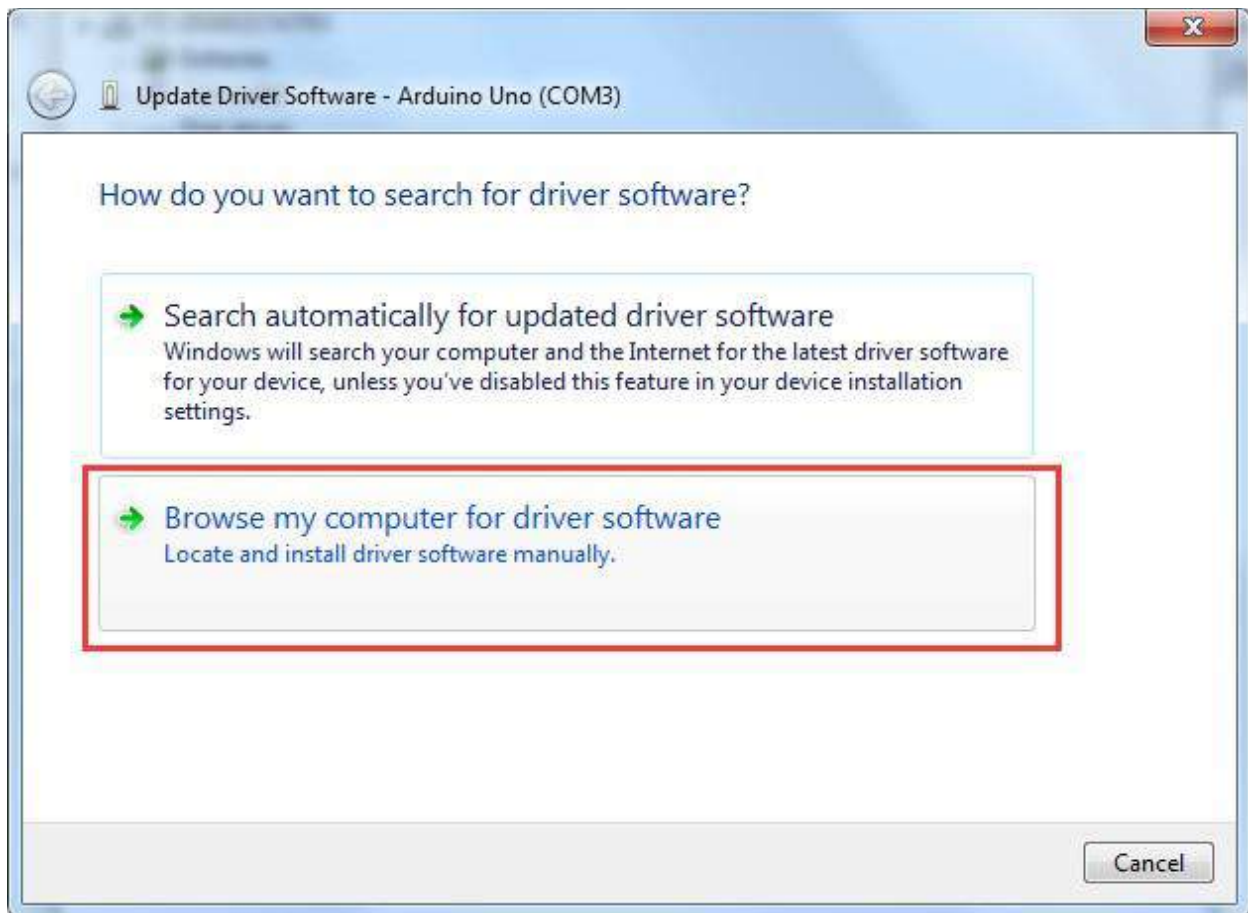 Update Driver Software - Arduino Uno (COM3)
How do you want to search for driver software?
Search automatically for updated driver software
Windows will search your computer and the Internet for the latest driver software
for your device, unless you've disabled this feature in your device installation
settings.
Browse my computer for driver software
Locate and install driver software manually.
Cancel